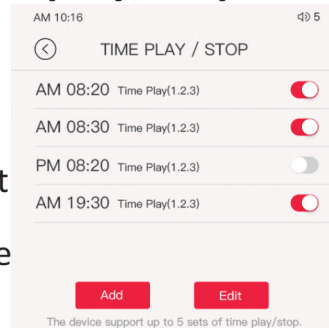 AM 10:16 5
TIME PLAY / STOP
AM 08:20 Time Play(1.2.3)
AM 08:30 Time Play(1.2.3)
PM 08:20 Time Play(1.2.3)
t
AM 19:30 Time Play(1.2.3)
e
Add Edit
The device support up to 5 sets of time play/stop.